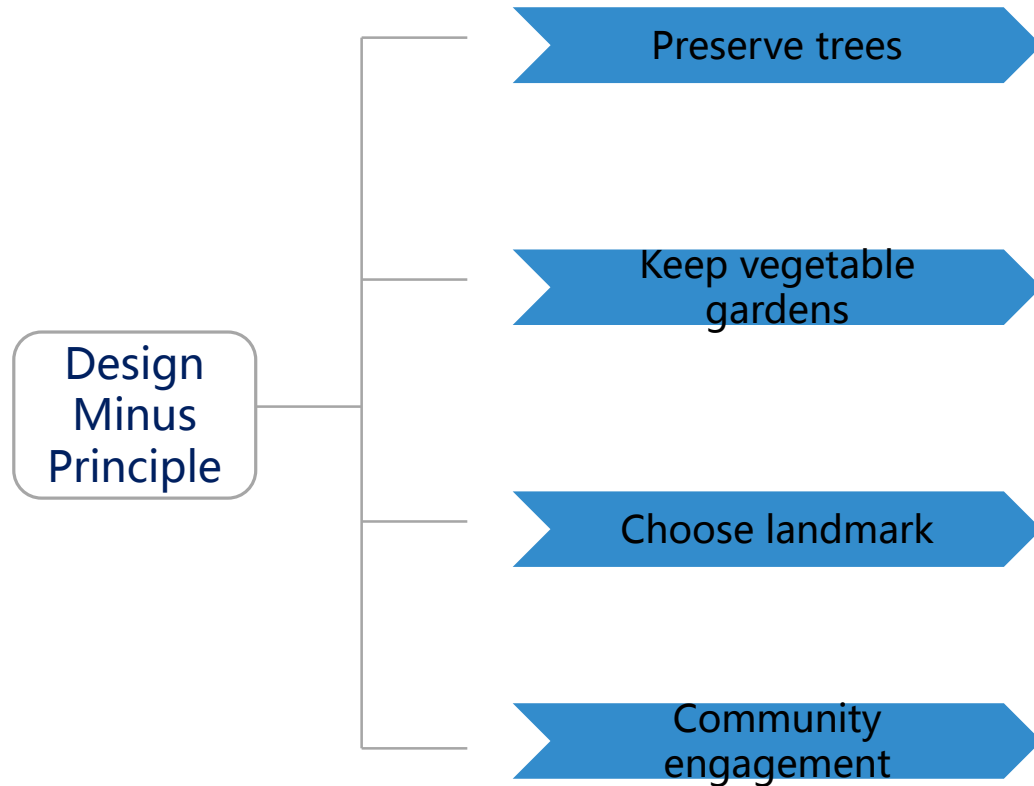 Preserve trees
Keep vegetable
gardens
Design
Minus
Principle
Choose landmark
Community
engagement